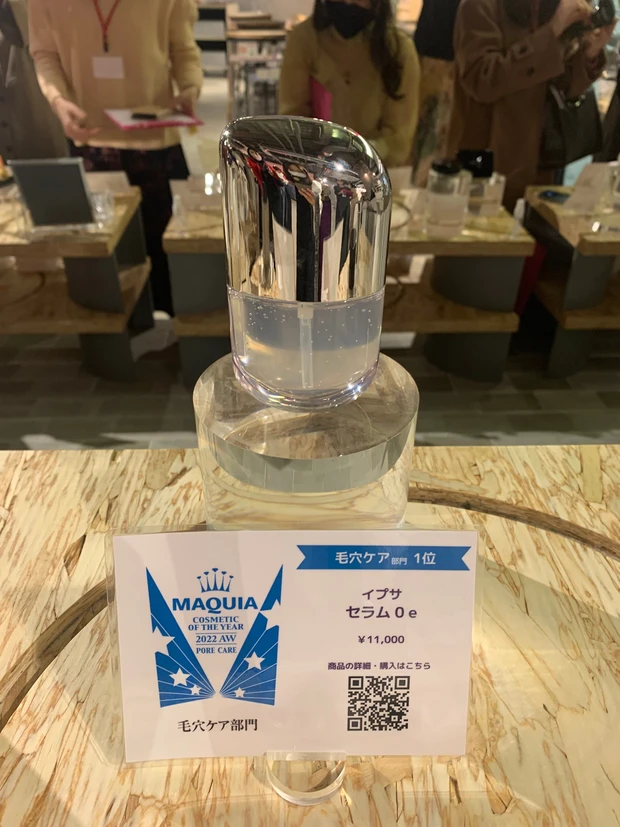 毛穴ケア部門 1位
MAQUIA
COSMETIC
OF THE YEAR
2022 AW
PORE CARE
毛穴ケア部門
イプサ
セラム0 e
¥11,000
商品の詳細・購入はこちら